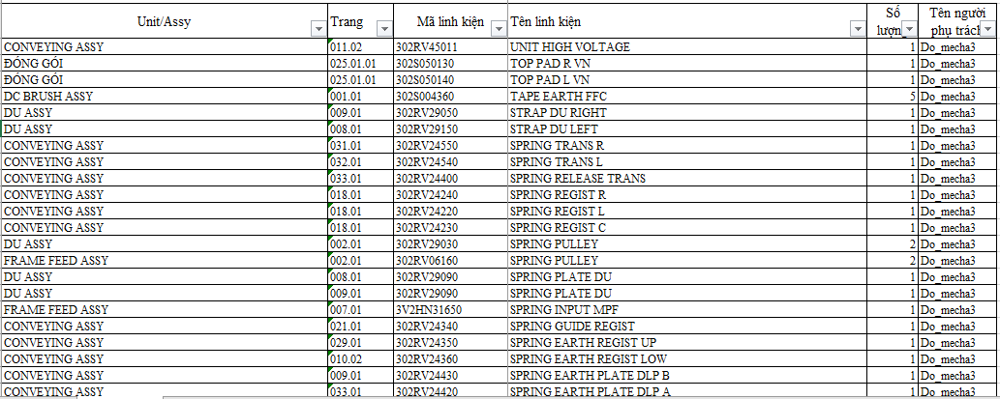 Unit/Assy Trang Mã linh kiện Tên linh kiện Số lượn Tên người phụ trách
CONVEYING ASSY 011.02 302RV45011 UNIT HIGH VOLTAGE 1 Do_mecha3
ĐÓNG GÓI 025.01.01 302S050130 TOP PAD R VN 1 Do_mecha3
ĐÓNG GÓI 025.01.01 302S050140 TOP PAD L VN 1 Do_mecha3
DC BRUSH ASSY 001.01 302S004360 TAPE EARTH FFC 5 Do_mecha3
DU ASSY 009.01 302RV29050 STRAP DU RIGHT 1 Do_mecha3
DU ASSY 008.01 302RV29150 STRAP DU LEFT 1 Do_mecha3
CONVEYING ASSY 031.01 302RV24550 SPRING TRANS R 1 Do_mecha3
CONVEYING ASSY 032.01 302RV24540 SPRING TRANS L 1 Do_mecha3
CONVEYING ASSY 033.01 302RV24400 SPRING RELEASE TRANS 1 Do_mecha3
CONVEYING ASSY 018.01 302RV24240 SPRING REGIST R 1 Do_mecha3
CONVEYING ASSY 018.01 302RV24220 SPRING REGIST L 1 Do_mecha3
CONVEYING ASSY 018.01 302RV24230 SPRING REGIST C 1 Do_mecha3
DU ASSY 002.01 302RV29030 SPRING PULLEY 2 Do_mecha3
FRAME FEED ASSY 002.01 302RV06160 SPRING PULLEY 2 Do_mecha3
DU ASSY 008.01 302RV29090 SPRING PLATE DU 1 Do_mecha3
DU ASSY 009.01 302RV29090 SPRING PLATE DU 1 Do_mecha3
FRAME FEED ASSY 007.01 3V2HN31650 SPRING INPUT MPF 1 Do_mecha3
CONVEYING ASSY 021.01 302RV24340 SPRING GUIDE REGIST 1 Do_mecha3
CONVEYING ASSY 029.01 302RV24350 SPRING EARTH REGIST UP 1 Do_mecha3
CONVEYING ASSY 010.02 302RV24360 SPRING EARTH REGIST LOW 1 Do_mecha3
CONVEYING ASSY 009.01 302RV24430 SPRING EARTH PLATE DLP B 1 Do_mecha3
CONVEYING ASSY 033.01 302RV24420 SPRING EARTH PLATE DLP A 1 Do_mecha3